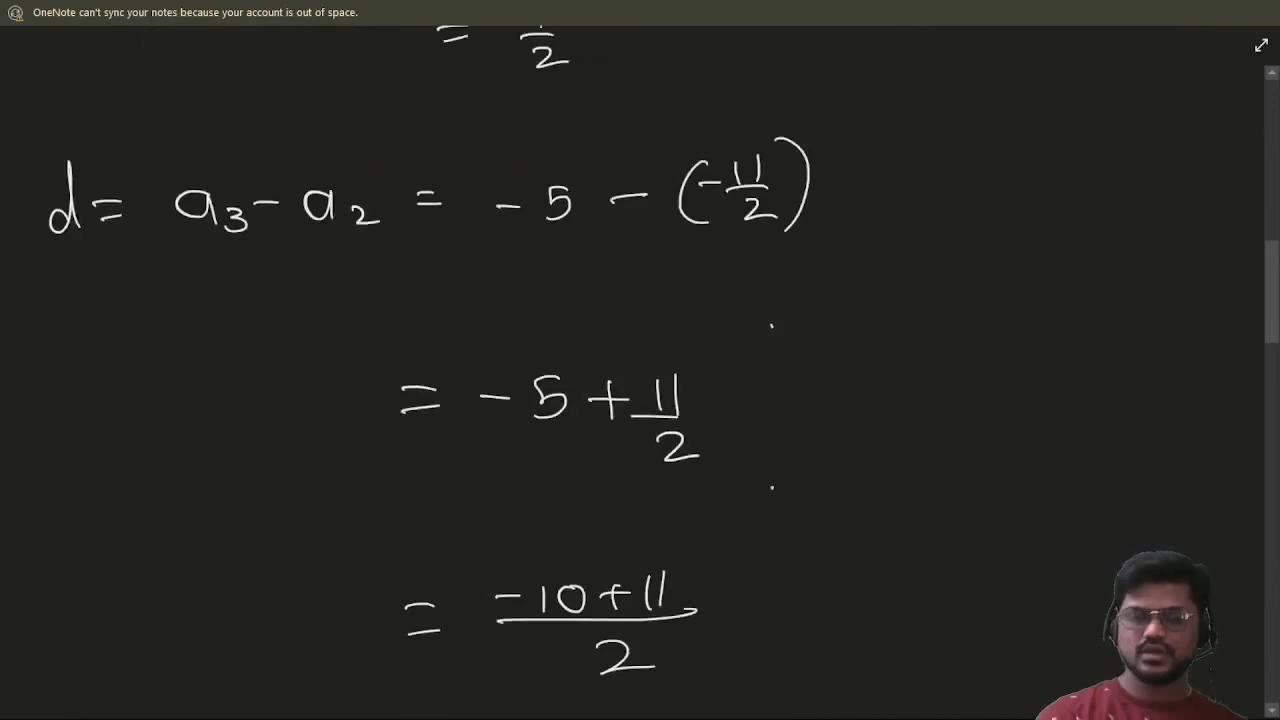 OneNote can't sync your notes because your account is out of space.
= /2
d = a₃ - a₂ = - 5 - (-11/2)
= - 5 + 11/2
= (-10 + 11)/2